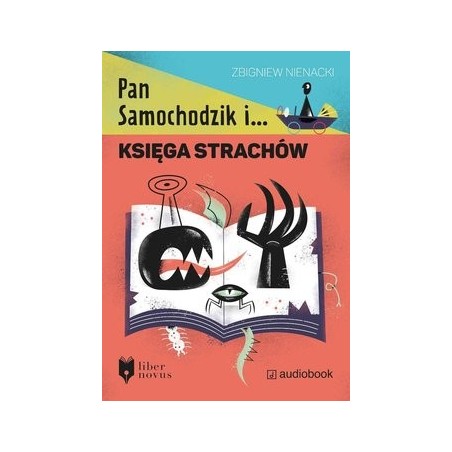 ZBIGNIEW NIENACKI
Pan
Samochodzik i...
KSIĘGA STRACHÓW
liber
novus
audiobook